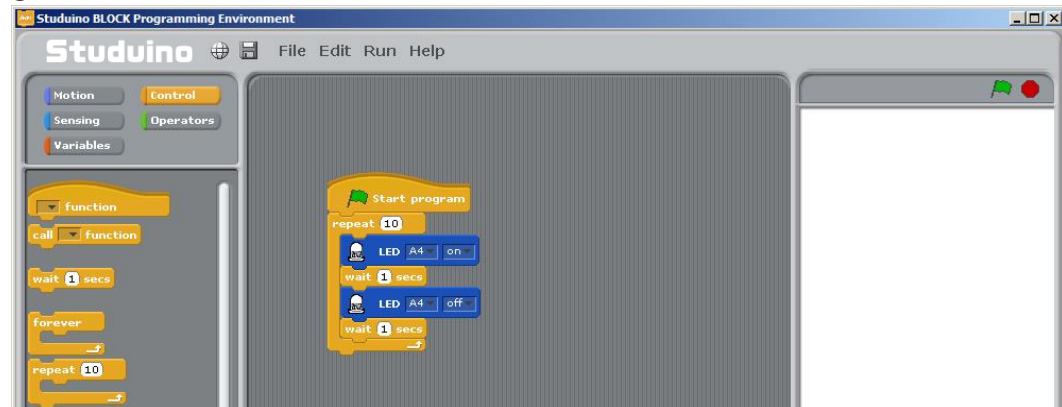 Studuino BLOCK Programming Environment
Studuino File Edit Run Help
Motion Control
Sensing Operators
Variables
function
call function
wait 1 secs
forever
repeat 10
Start program
repeat 10
LED A4 on
wait 1 secs
LED A4 off
wait 1 secs